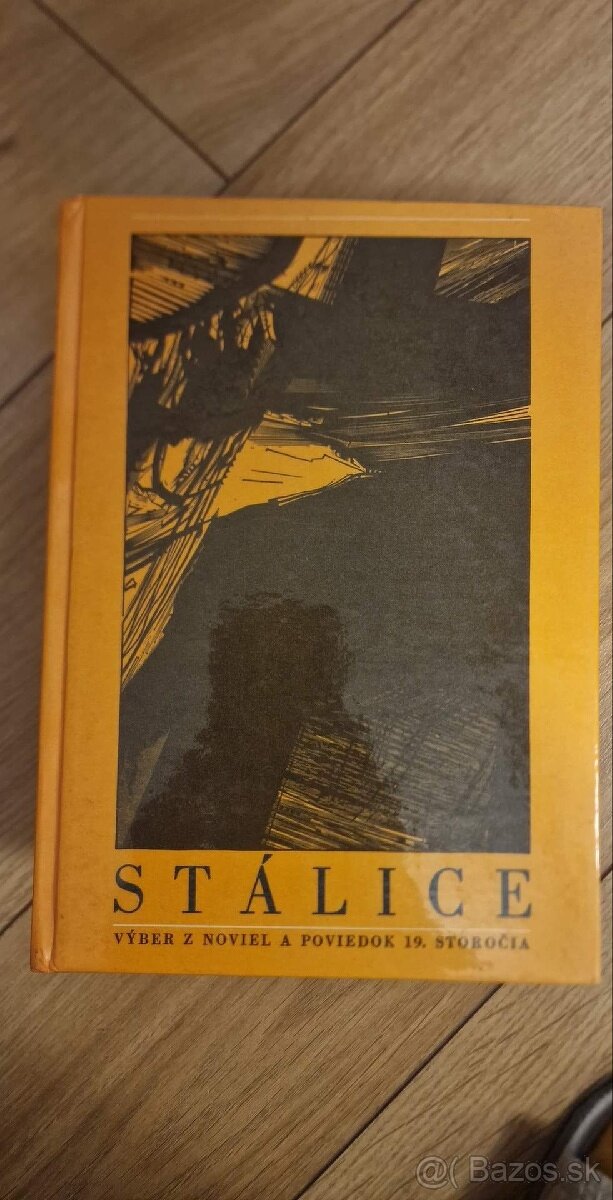 STÁLICE
VÝBER Z NOVIEL A POVIEDOK 19. STOROČIA
@( Bazos.sk